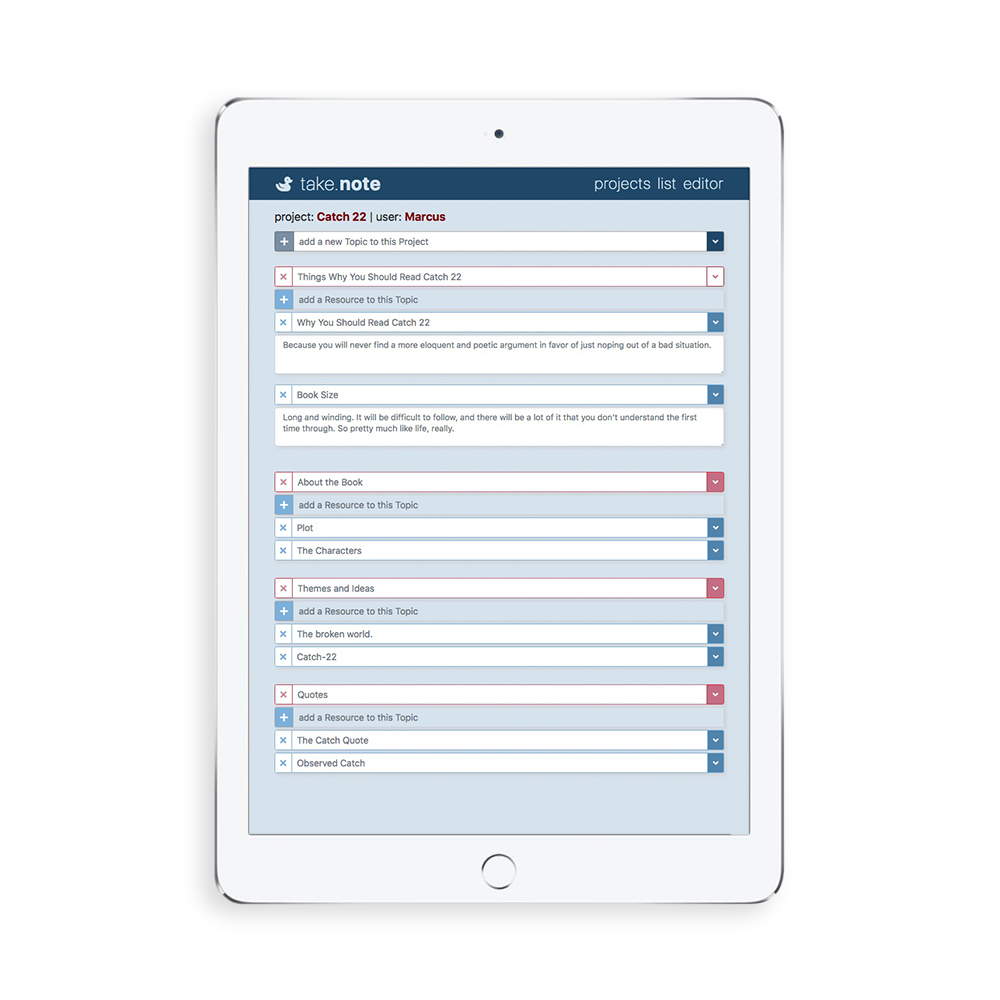 take.note
projects list editor
project: Catch 22 | user: Marcus
add a new Topic to this Project
Things Why You Should Read Catch 22
add a Resource to this Topic
Why You Should Read Catch 22
Because you will never find a more eloquent and poetic argument in favor of just noping out of a bad situation.
Book Size
Long and winding. It will be difficult to follow, and there will be a lot of it that you don't understand the first
time through. So pretty much like life, really.
About the Book
add a Resource to this Topic
Plot
The Characters
Themes and Ideas
add a Resource to this Topic
The broken world.
Catch-22
Quotes
add a Resource to this Topic
The Catch Quote
Observed Catch